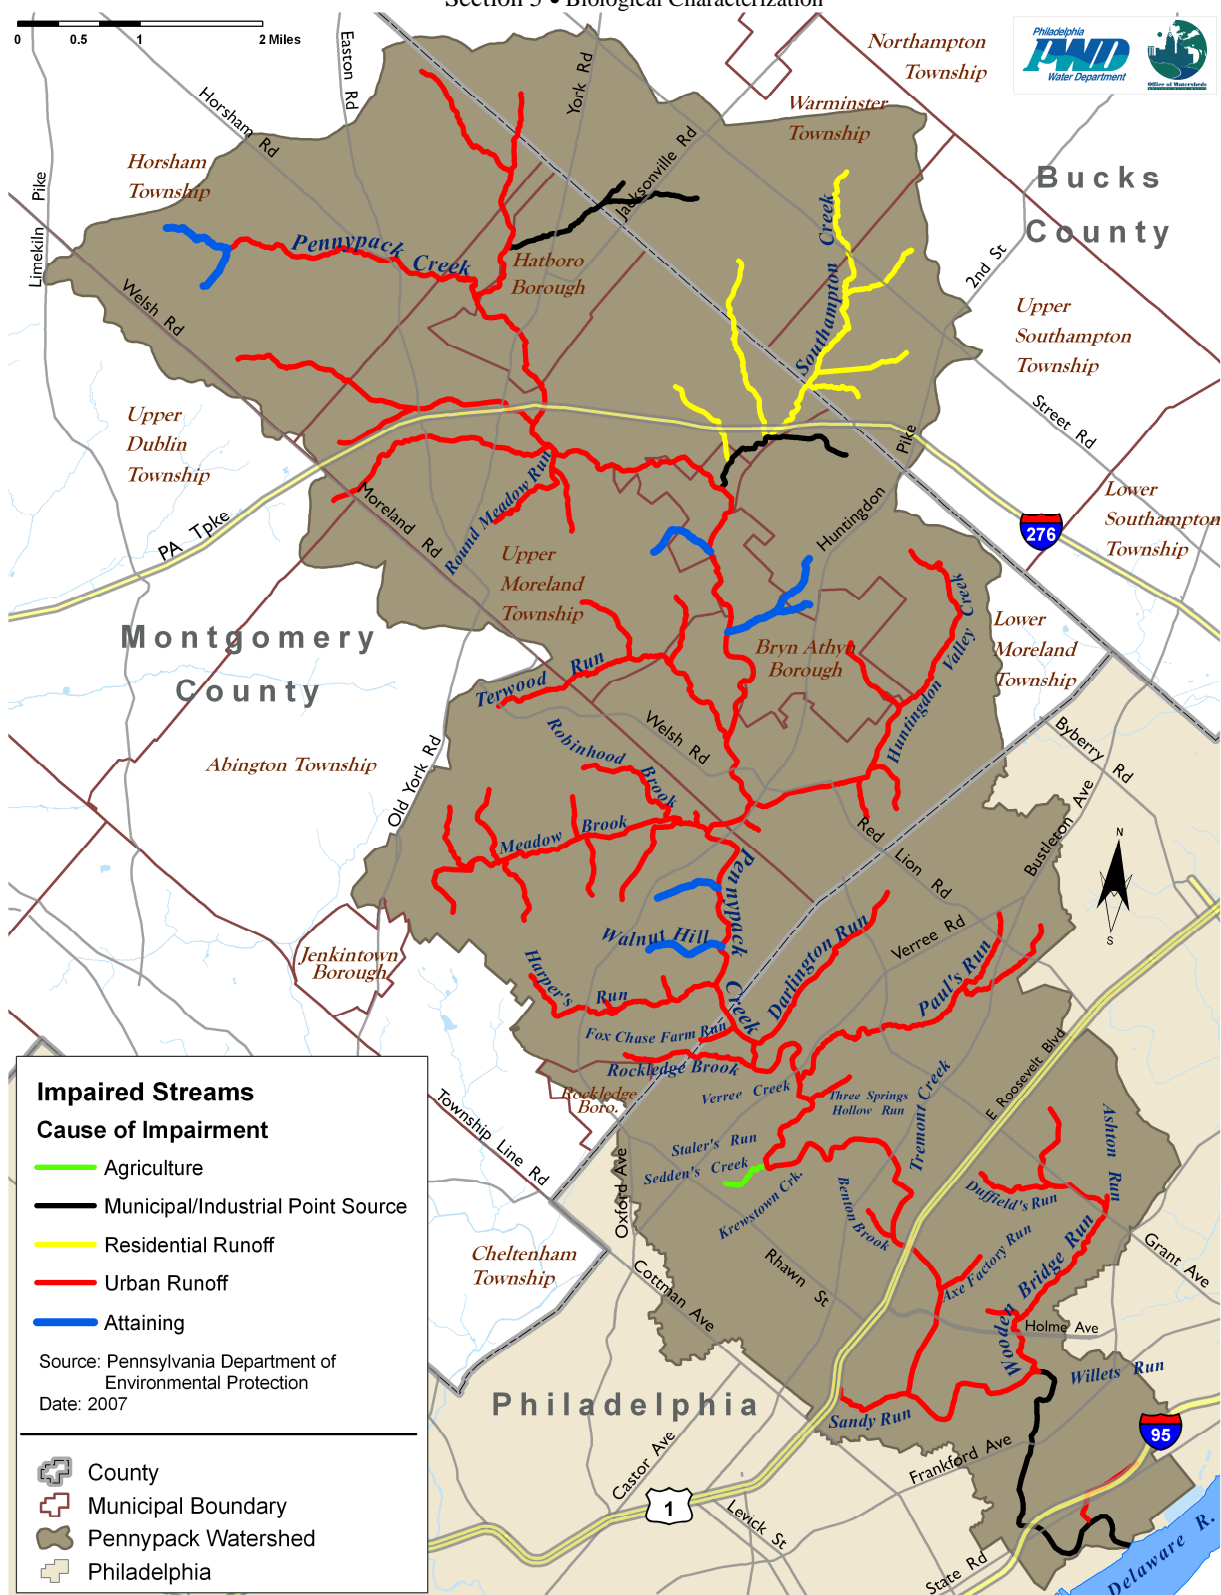 Section 5 • Biological Characterization
0 0.5 1 2 Miles
Philadelphia
PWD
Water Department
Office of Watersheds
Northampton
Township
Warminster
Township
Easton Rd
York Rd
Horsham Rd
Jacksonville Rd
Horsham
Township
Limekiln Pike
Bucks
County
Southampton Creek
Pennypack Creek
Hatboro
Borough
2nd St
Welsh Rd
Upper
Southampton
Township
Street Rd
Upper
Dublin
Township
Pike
Huntingdon
Lower
Southampton
Township
276
PA Tpke
Moreland Rd
Round Meadow Run
Upper
Moreland
Township
Montgomery
County
Bryn Athyn
Borough
Huntingdon Valley Creek
Lower
Moreland
Township
Terwood Run
Robinhood Brook
Welsh Rd
Byberry Rd
Abington Township
Old York Rd
Meadow Brook
Red Lion Rd
Bustleton Ave
N
S
Pennypack Creek
Walnut Hill
Darlington Run
Verree Rd
Paul's Run
Jenkintown
Borough
Harper's Run
Fox Chase Farm Run
Rockledge Brook
Rockledge
Boro.
Verree Creek
Three Springs
Hollow Run
Tremont Creek
E Roosevelt Blvd
Ashton Run
Township Line Rd
Staler's Run
Sedden's Creek
Krewstown Crk.
Benton Brook
Duffield's Run
Oxford Ave
Cheltenham
Township
Cottman Ave
Rhawn St
Axe Factory Run
Wooden Bridge Run
Grant Ave
Holme Ave
Willets Run
Philadelphia
Sandy Run
95
Frankford Ave
Castor Ave
1
Levick St
State Rd
Delaware R.
Impaired Streams
Cause of Impairment
Agriculture
Municipal/Industrial Point Source
Residential Runoff
Urban Runoff
Attaining
Source: Pennsylvania Department of
Environmental Protection
Date: 2007
County
Municipal Boundary
Pennypack Watershed
Philadelphia